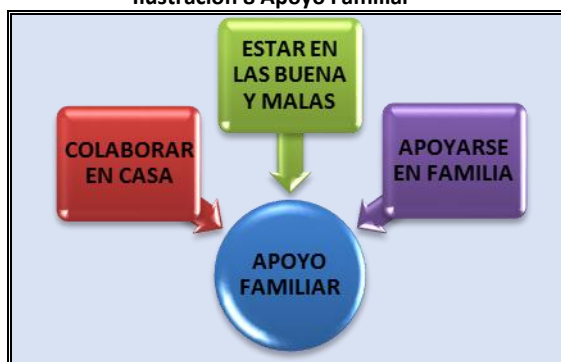 Ilustración 8 Apoyo Familiar
ESTAR EN
LAS BUENA
Y MALAS
COLABORAR
EN CASA
APOYARSE
EN FAMILIA
APOYO
FAMILIAR